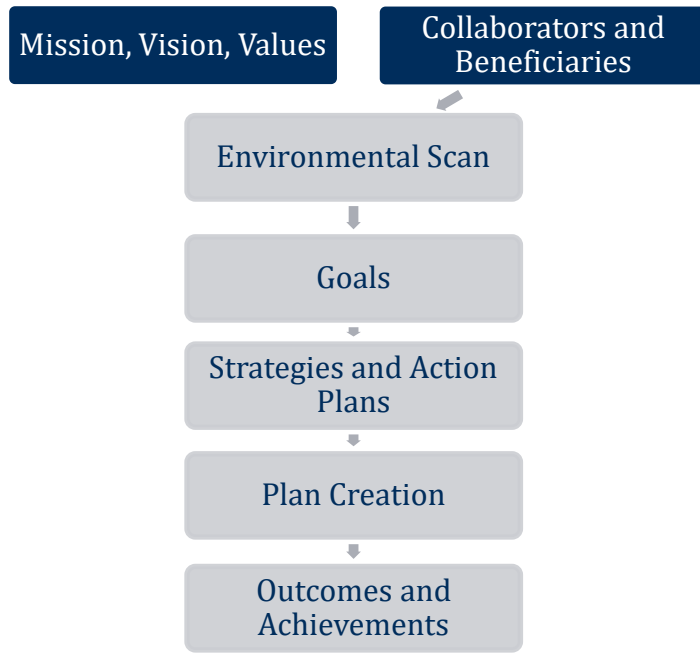 Mission, Vision, Values
Collaborators and
Beneficiaries
Environmental Scan
Goals
Strategies and Action
Plans
Plan Creation
Outcomes and
Achievements